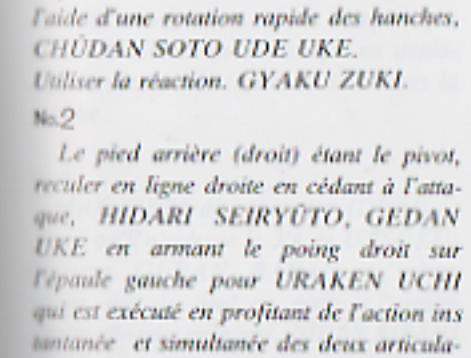 l'aide d'une rotation rapide des hanches,
CHÛDAN SOTO UDE UKE.
Utiliser la réaction. GYAKU ZUKI.
No.2
Le pied arrière (droit) étant le pivot,
reculer en ligne droite en cédant à l'atta-
que, HIDARI SEIRYÛTO, GEDAN
UKE en armant le poing droit sur
l'épaule gauche pour URAKEN UCHI
qui est exécuté en profitant de l'action ins
tantanée et simultanée des deux articula-